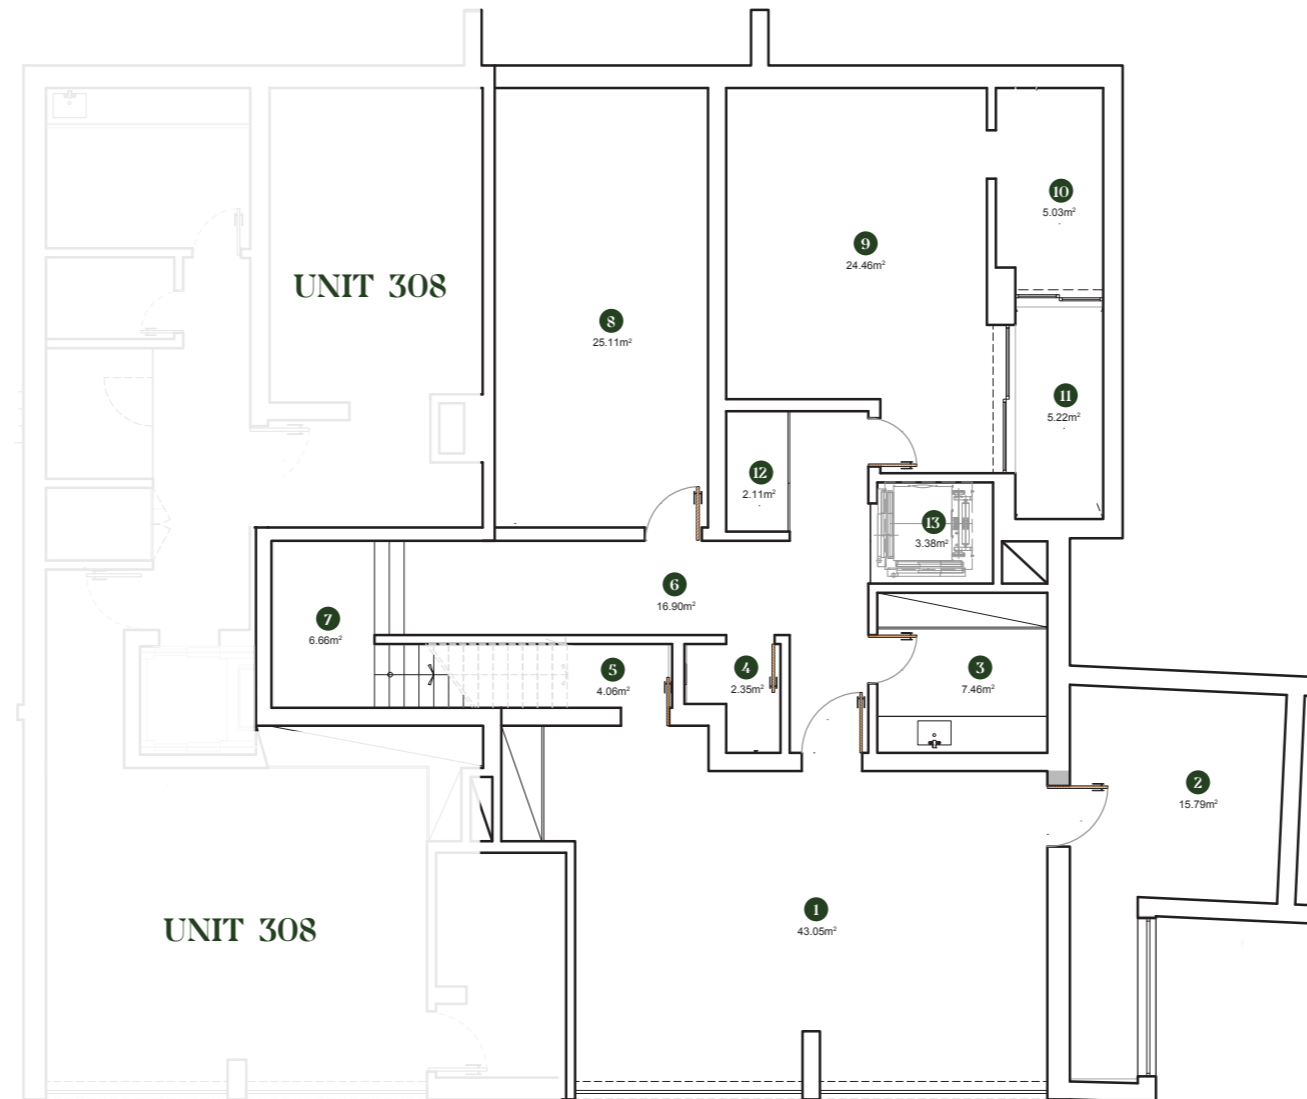 10
5.03m²
9
24.46m²
UNIT 308
8
25.11m²
11
5.22m²
12
2.11m²
13
3.38m²
6
16.90m²
7
6.66m²
5
4.06m²
4
2.35m²
3
7.46m²
2
15.79m²
1
43.05m²
UNIT 308